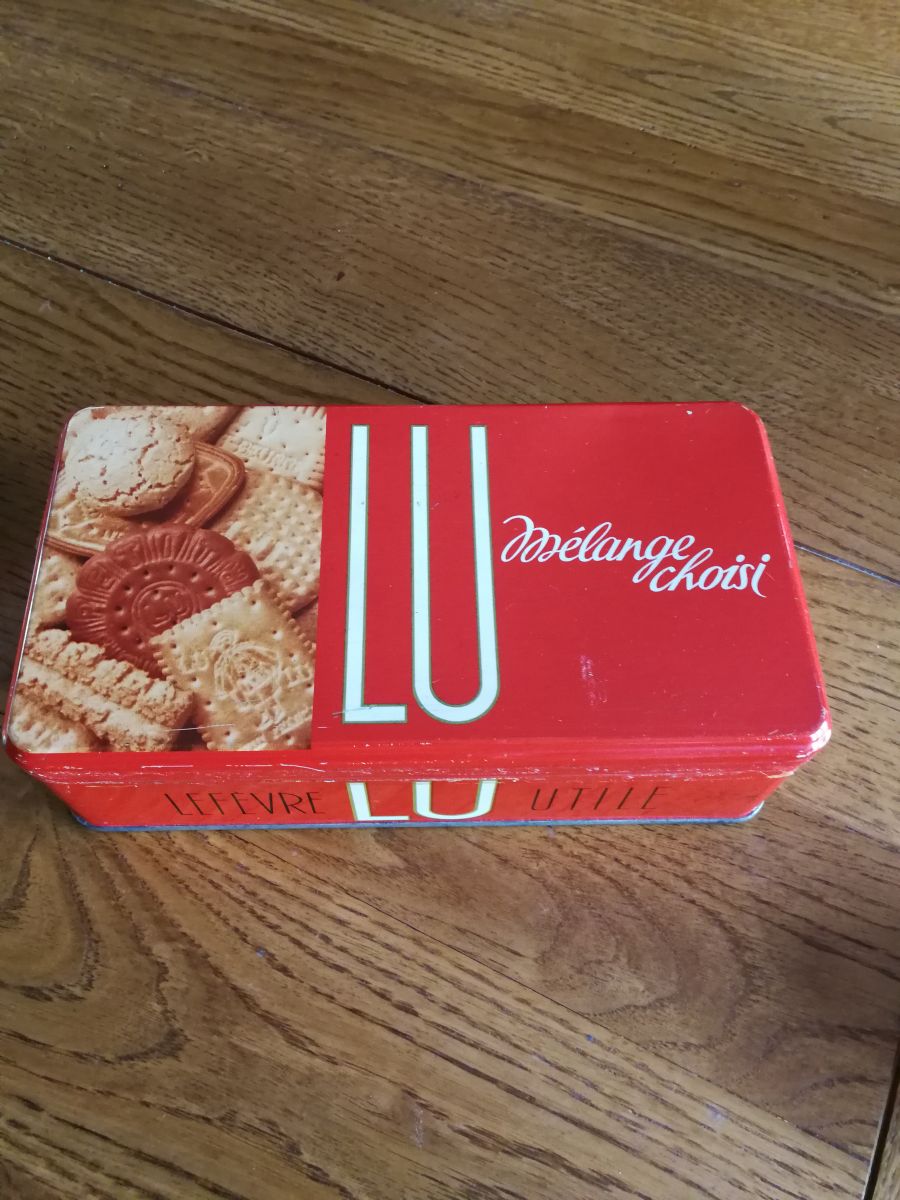 LU
Mélange
choisi
LEFEVRE LU UTILE